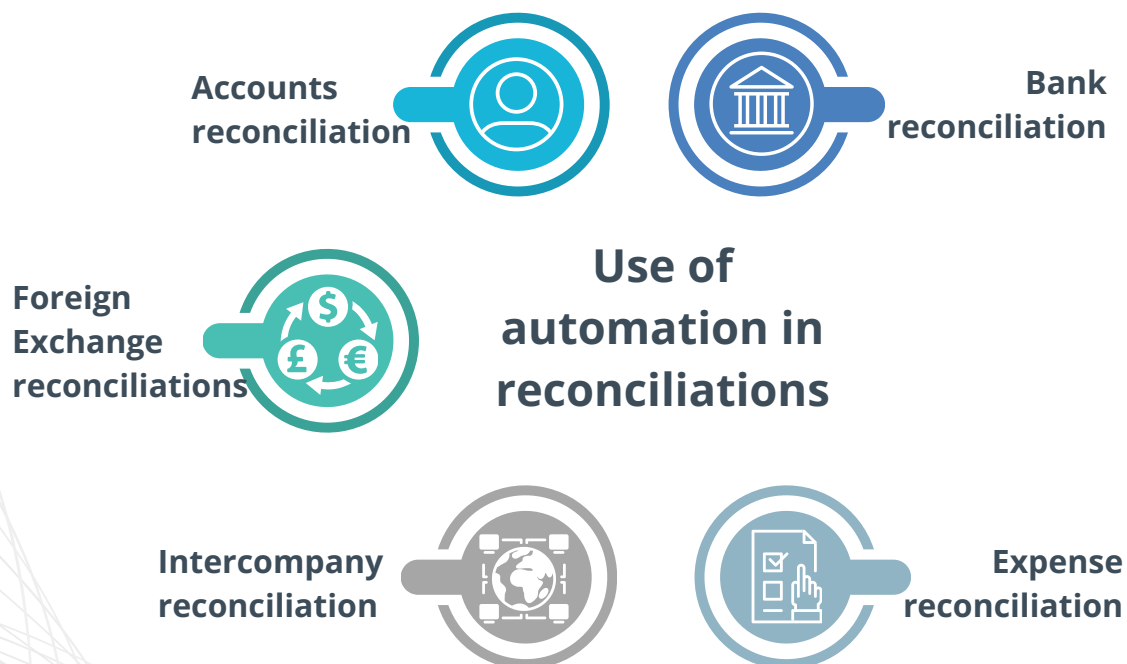 Accounts
reconciliation
Bank
reconciliation
Use of
automation in
reconciliations
Foreign
Exchange
reconciliations
$
£
€
Intercompany
reconciliation
Expense
reconciliation